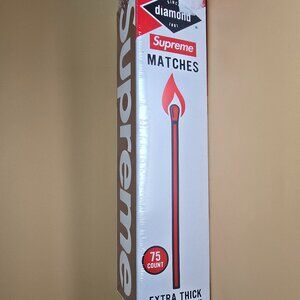 diamond
Supreme
MATCHES
75
COUNT
EXTRA THICK
Supreme